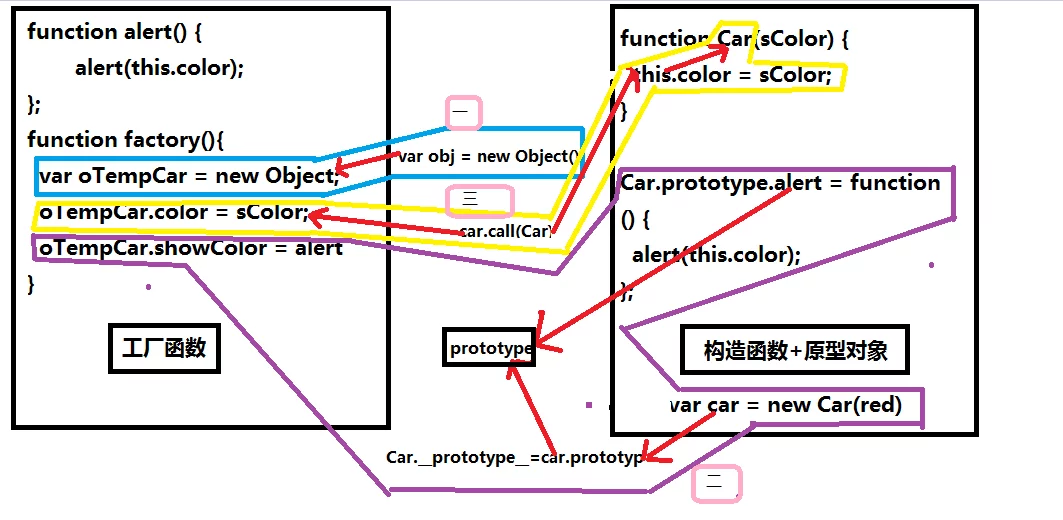 function alert() {
alert(this.color);
};
function factory(){
var oTempCar = new Object;
oTempCar.color = sColor;
oTempCar.showColor = alert
}
工厂函数
一
var obj = new Object()
三
car.call(Car)
prototype
Car.__prototype__=car.prototyp
二
function Car(sColor) {
this.color = sColor;
}
Car.prototype.alert = function
() {
alert(this.color);
};
构造函数+原型对象
var car = new Car(red)